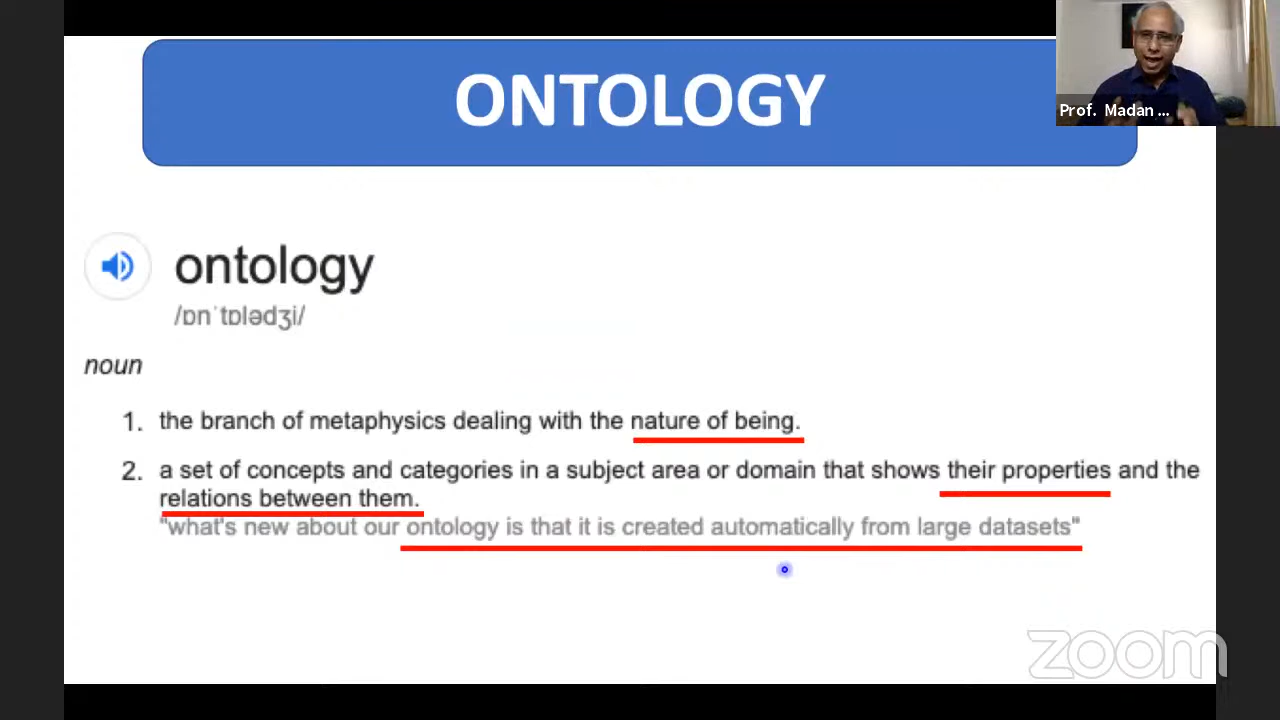 ONTOLOGY
Prof. Madan ...
ontology
/ɒnˈtɒlədʒi/
noun
1. the branch of metaphysics dealing with the nature of being.
2. a set of concepts and categories in a subject area or domain that shows their properties and the
relations between them.
"what's new about our ontology is that it is created automatically from large datasets"
zoom